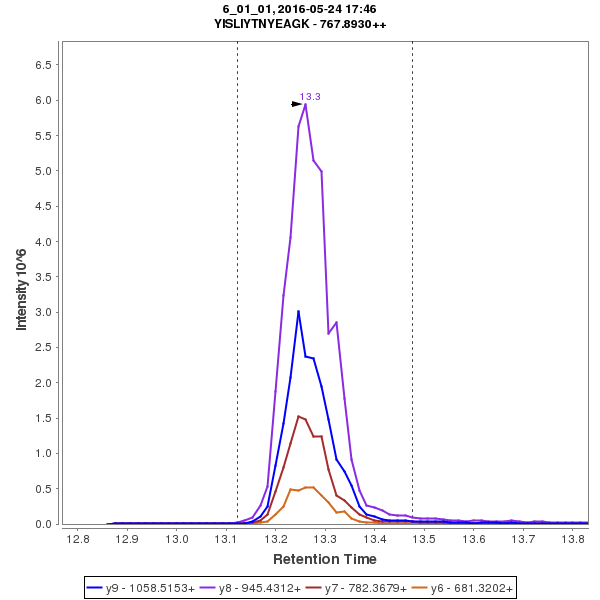 6_01_01, 2016-05-24 17:46
YISLIYTNYEAGK - 767.8930++
13.3
Intensity 10^6
6.5
6.0
5.5
5.0
4.5
4.0
3.5
3.0
2.5
2.0
1.5
1.0
0.5
0.0
12.8 12.9 13.0 13.1 13.2 13.3 13.4 13.5 13.6 13.7 13.8
Retention Time
y9 - 1058.5153+ y8 - 945.4312+ y7 - 782.3679+ y6 - 681.3202+